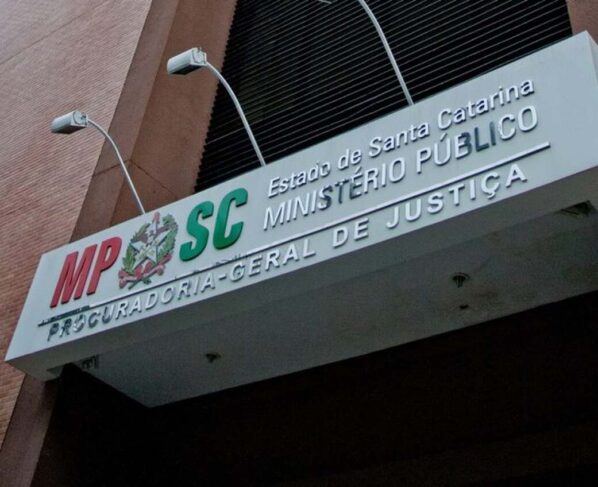 MP SC
Estado de Santa Catarina
MINISTÉRIO PÚBLICO
PROCURADORIA-GERAL DE JUSTIÇA